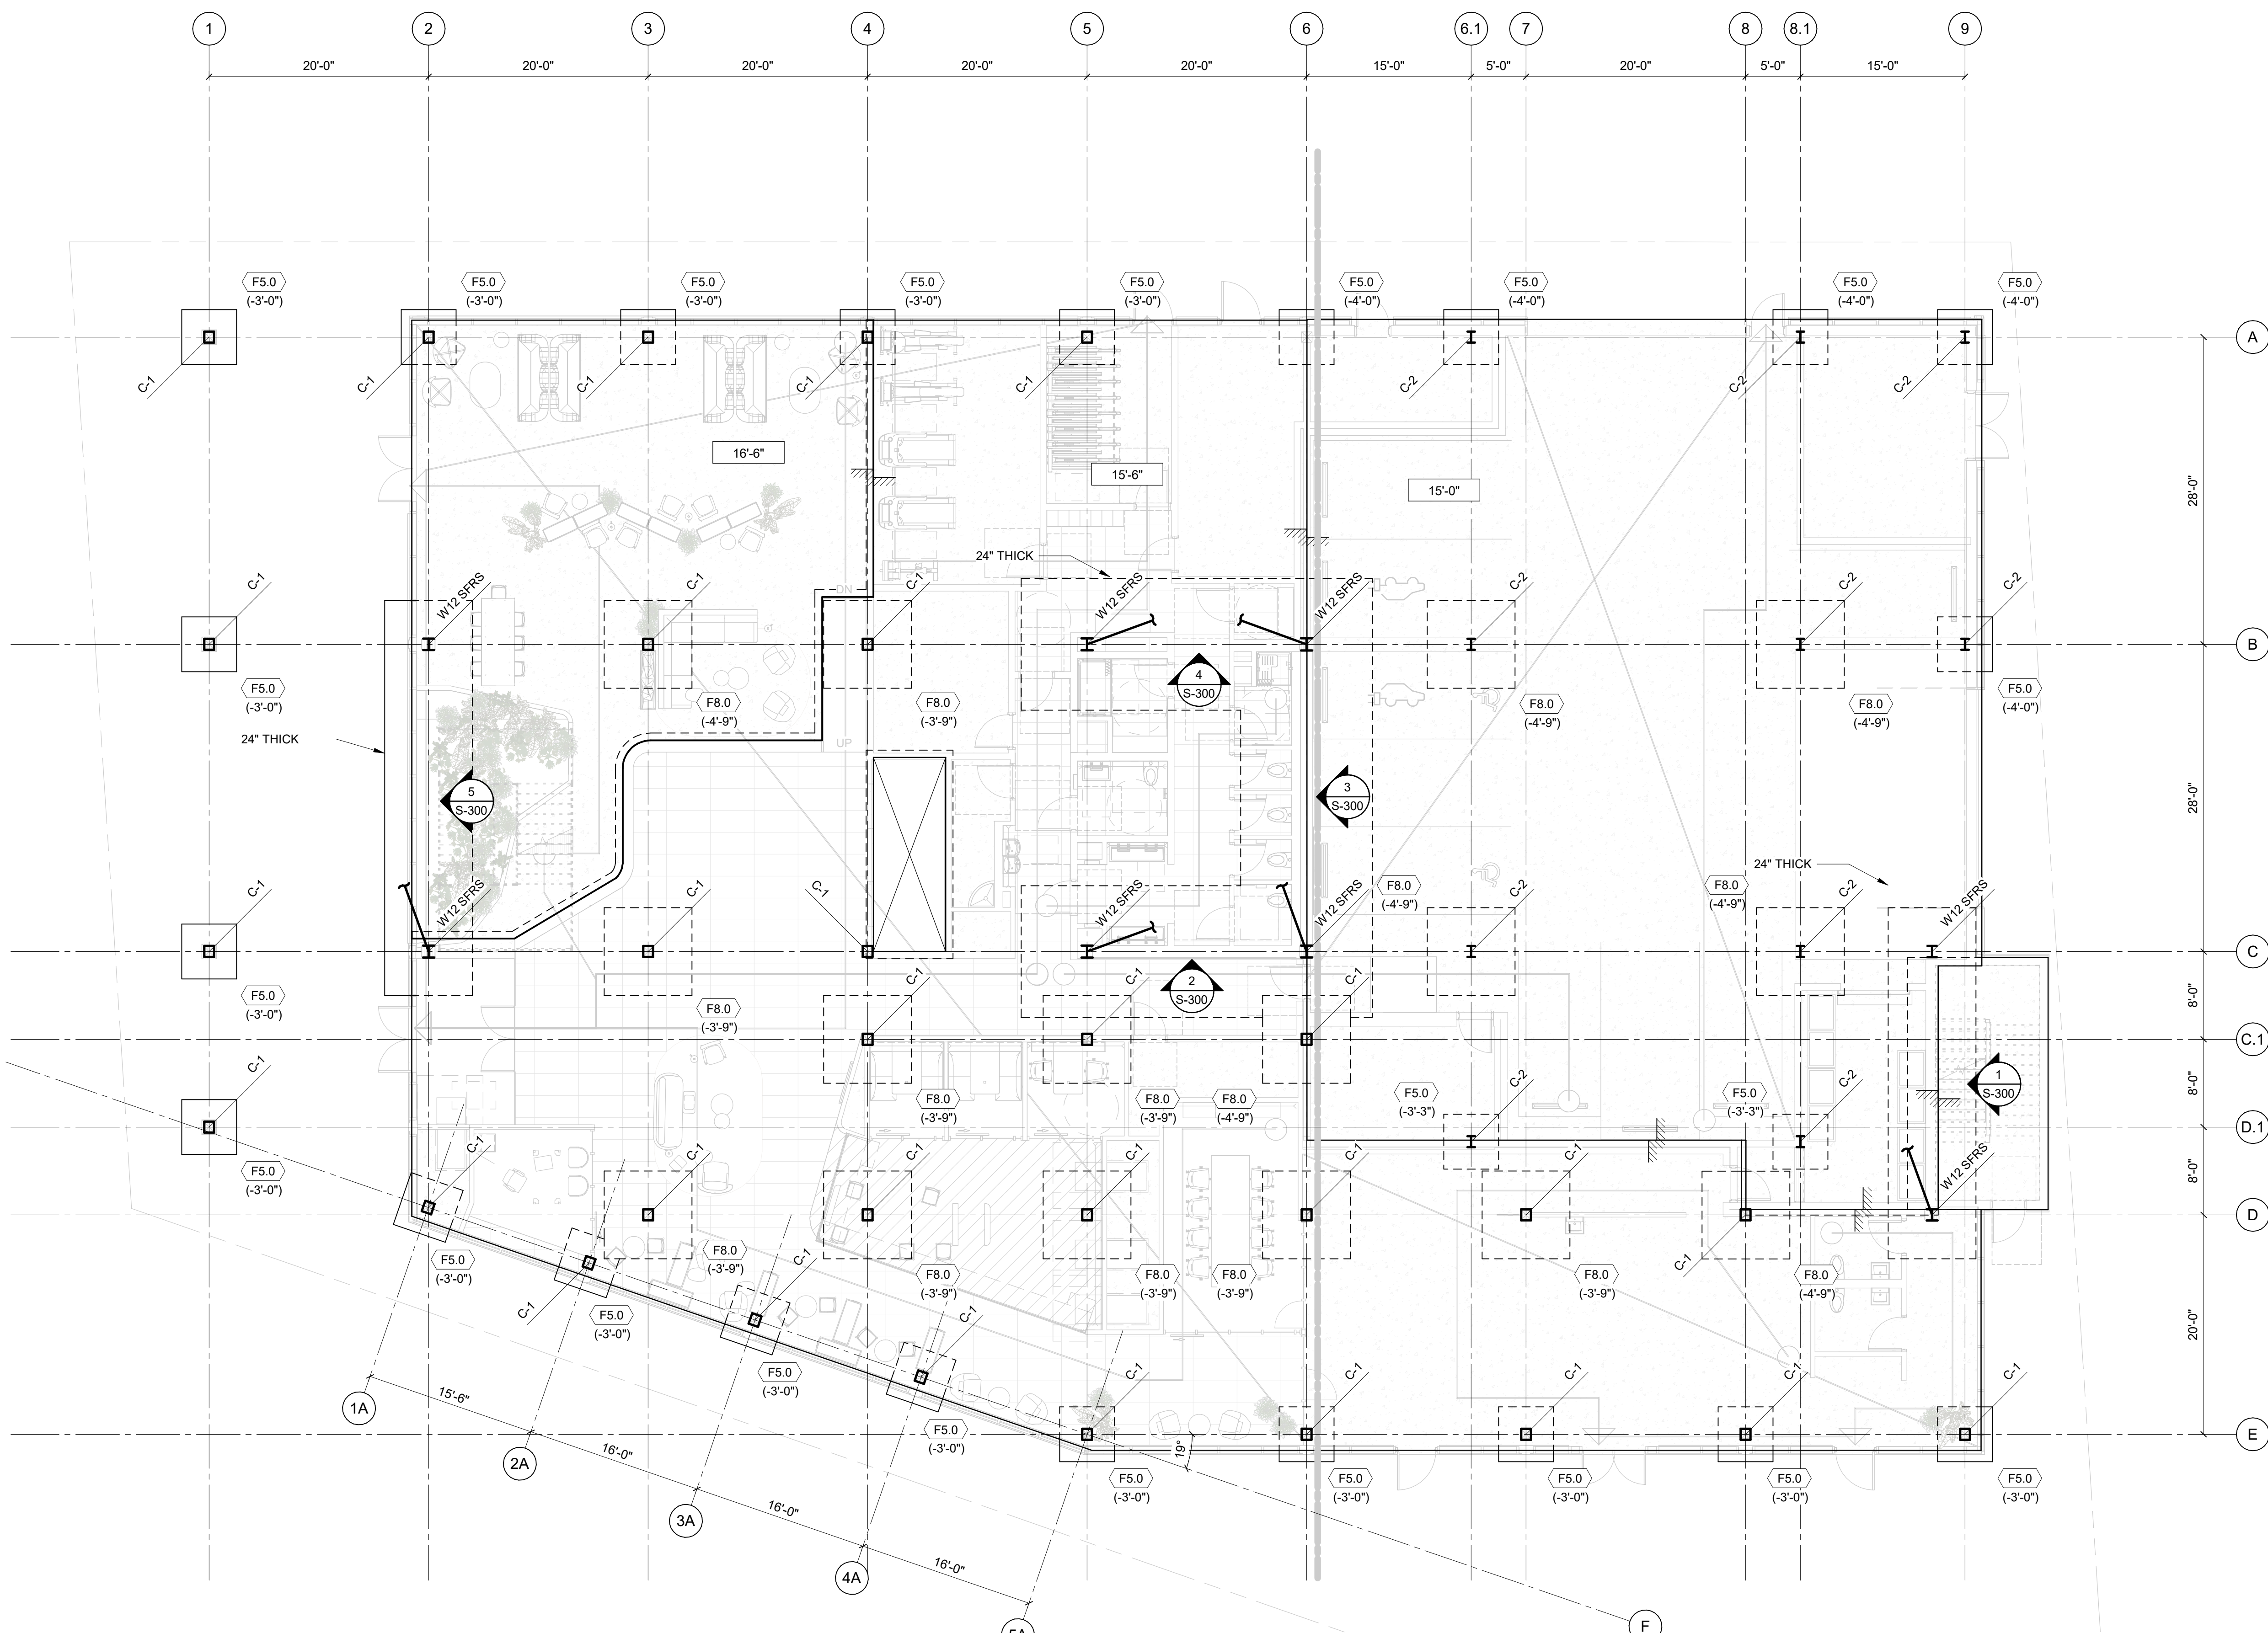 1 2 3 4 5 6 6.1 7 8 8.1 9
20'-0" 20'-0" 20'-0" 20'-0" 20'-0" 15'-0" 5'-0" 20'-0" 5'-0" 15'-0"
F5.0 F5.0 F5.0 F5.0 F5.0 F5.0 F5.0 F5.0 F5.0
(-3'-0") (-3'-0") (-3'-0") (-3'-0") (-3'-0") (-4'-0") (-4'-0") (-4'-0") (-4'-0")
A
C-1 C-1 C-1 C-1 C-1 C-2 C-2 C-2
16'-6"
15'-6"
15'-0"
28'-0"
24" THICK
C-1 W12 SFRS C-1 C-1 W12 SFRS W12 SFRS C-2 C-2 C-2
DN
B
4
S-300
F5.0 F5.0
(-3'-0") (-4'-0")
F8.0 F8.0 F8.0 F8.0
(-4'-9") (-3'-9") (-4'-9") (-4'-9")
24" THICK
UP
5
S-300
3
S-300
28'-0"
24" THICK
F8.0 F8.0
(-4'-9") (-4'-9")
C-1 W12 SFRS C-1 C-1 W12 SFRS W12 SFRS C-2 C-2 W12 SFRS
C
2
S-300
F5.0
(-3'-0")
F8.0
(-3'-9")
C-1 C-1 C-1
8'-0"
C.1
C-1 C-2 C-2
F8.0 F8.0 F8.0 F5.0 F5.0
(-3'-9") (-3'-9") (-4'-9") (-3'-3") (-3'-3")
1
S-300
8'-0"
D.1
F5.0
(-3'-0")
C-1 C-1 C-1 C-1 C-1 C-1 W12 SFRS
8'-0"
D
F5.0
(-3'-0")
F8.0
(-3'-9")
C-1 C-1
F8.0 F8.0 F8.0 F8.0 F8.0
(-3'-9") (-3'-9") (-3'-9") (-3'-9") (-4'-9")
C-1
F5.0
(-3'-0")
F5.0
(-3'-0")
C-1 C-1 C-1 C-1 C-1 C-1
20'-0"
F5.0
(-3'-0")
19°
E
F5.0 F5.0 F5.0 F5.0 F5.0
(-3'-0") (-3'-0") (-3'-0") (-3'-0") (-3'-0")
15'-6"
1A
16'-0"
2A
16'-0"
3A
16'-0"
4A
5A
F